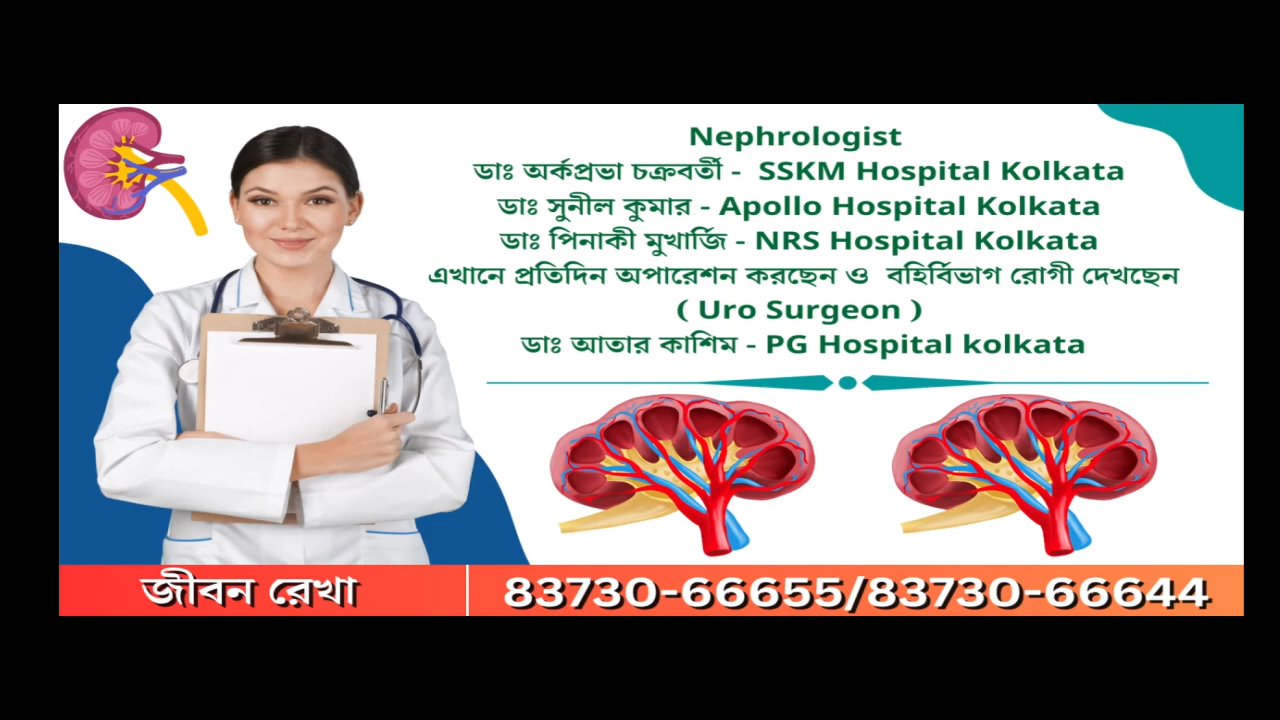 Nephrologist
ডাঃ অর্কপ্রভা চক্রবর্তী - SSKM Hospital Kolkata
ডাঃ সুনীল কুমার - Apollo Hospital Kolkata
ডাঃ পিনাকী মুখার্জি - NRS Hospital Kolkata
এখানে প্রতিদিন অপারেশন করছেন ও বহির্বিভাগ রোগী দেখছেন
( Uro Surgeon )
ডাঃ আতার কাশিম - PG Hospital kolkata
জীবন রেখা
83730-66655/83730-66644